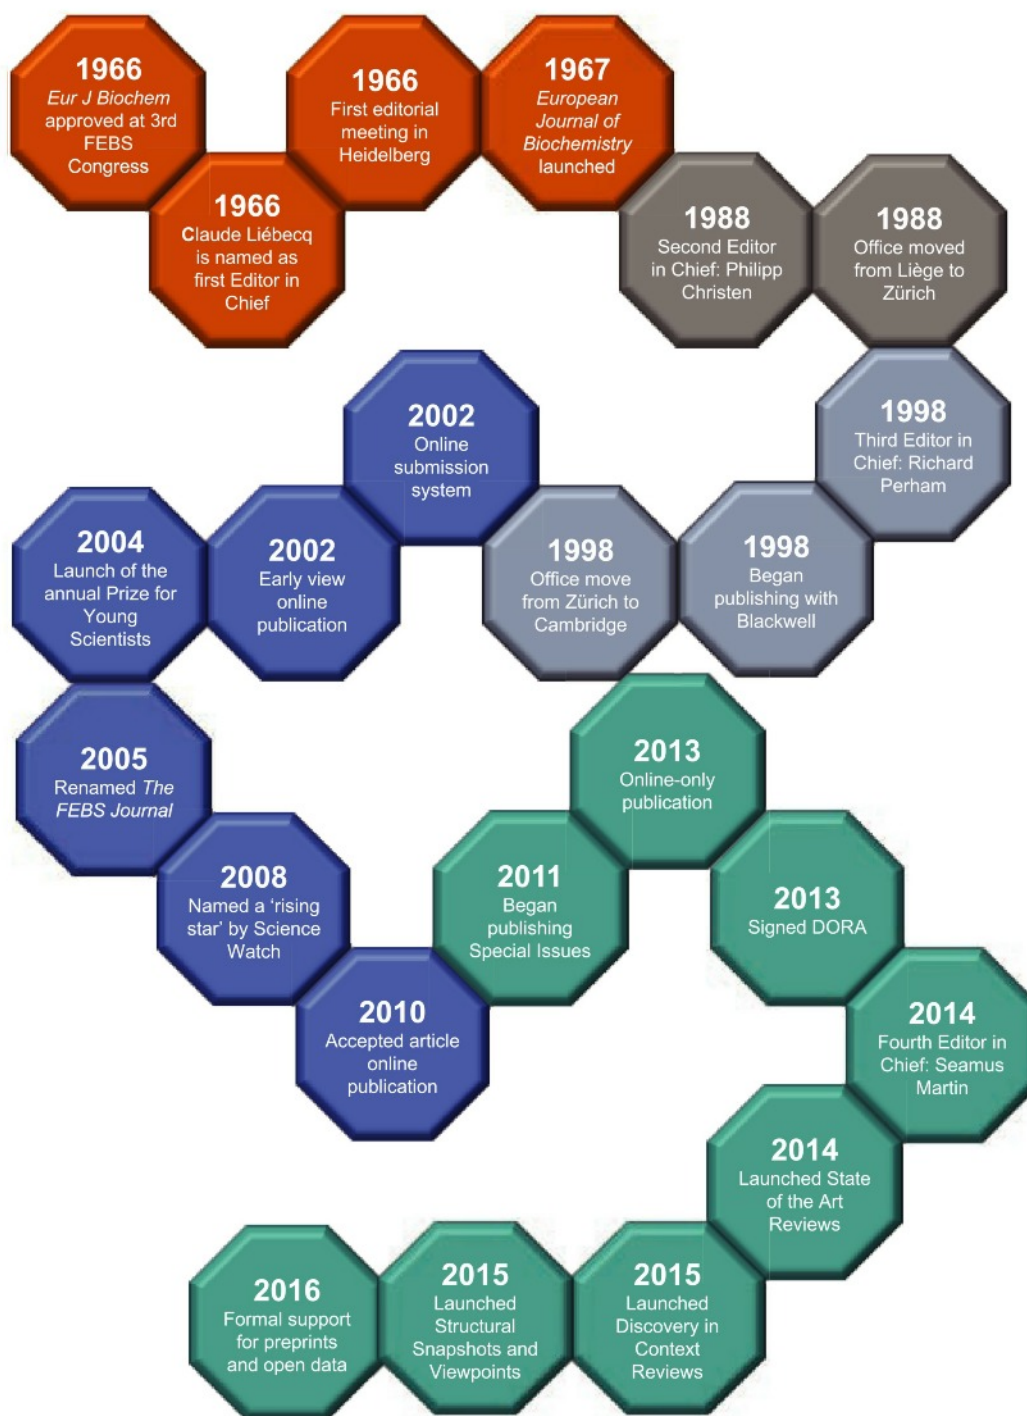 1966
Eur J Biochem
approved at 3rd
FEBS
Congress
1966
Claude Liébecq
is named as
first Editor in
Chief
1966
First editorial
meeting in
Heidelberg
1967
European
Journal of
Biochemistry
launched
1988
Second Editor
in Chief: Philipp
Christen
1988
Office moved
from Liège to
Zürich
1998
Third Editor in
Chief: Richard
Perham
1998
Began
publishing with
Blackwell
1998
Office move
from Zürich to
Cambridge
2002
Online
submission
system
2002
Early view
online
publication
2004
Launch of the
annual Prize for
Young
Scientists
2005
Renamed The
FEBS Journal
2008
Named a ‘rising
star’ by Science
Watch
2010
Accepted article
online
publication
2011
Began
publishing
Special Issues
2013
Online-only
publication
2013
Signed DORA
2014
Fourth Editor in
Chief: Seamus
Martin
2014
Launched State
of the Art
Reviews
2015
Launched
Discovery in
Context
Reviews
2015
Launched
Structural
Snapshots and
Viewpoints
2016
Formal support
for preprints
and open data